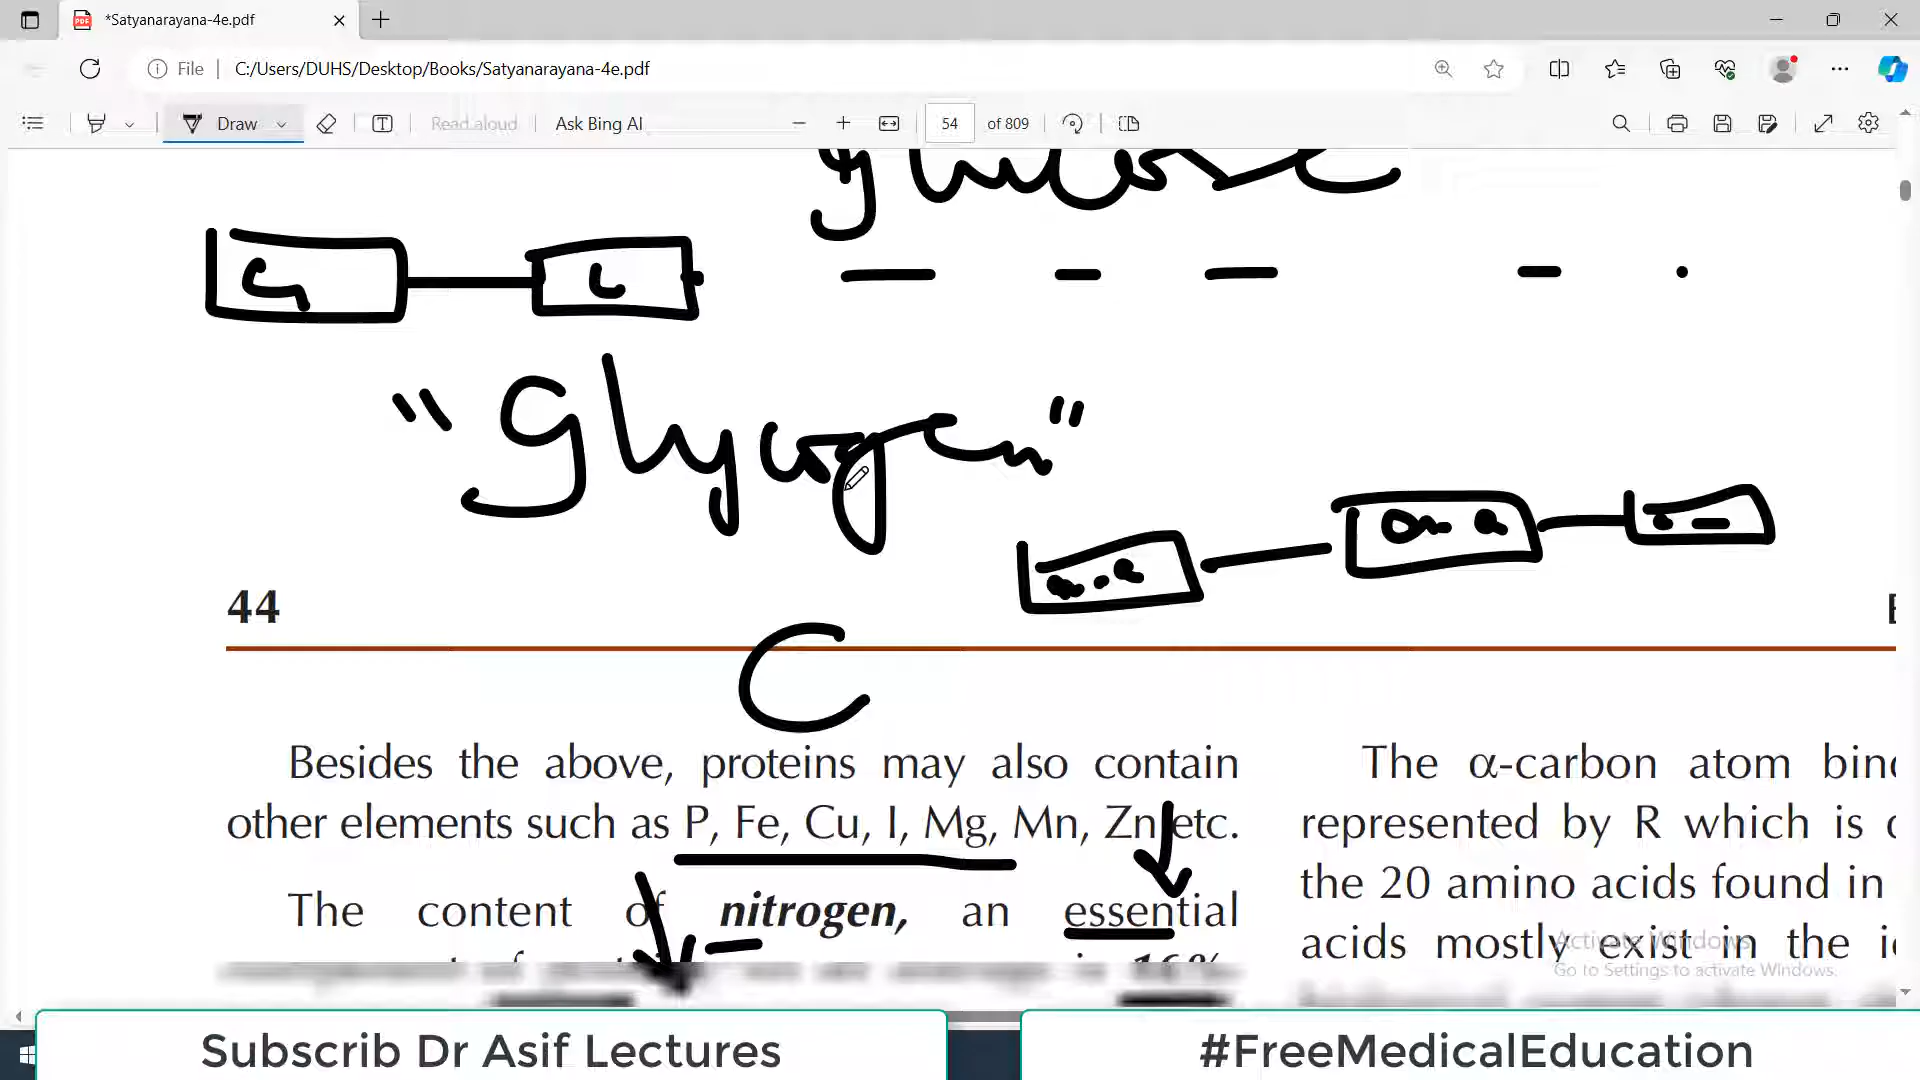 *Satyanarayana-4e.pdf
File C:/Users/DUHS/Desktop/Books/Satyanarayana-4e.pdf
Draw Read aloud Ask Bing AI 54 of 809
glucose
G
"Glycogen"
44
C
Besides the above, proteins may also contain
other elements such as P, Fe, Cu, I, Mg, Mn, Zn etc.
The content of nitrogen, an essential
16%
The α-carbon atom bin
represented by R which is
the 20 amino acids found in
acids mostly exist in the i
Activate Windows
Go to Settings to activate Windows.
Subscrib Dr Asif Lectures
#FreeMedicalEducation